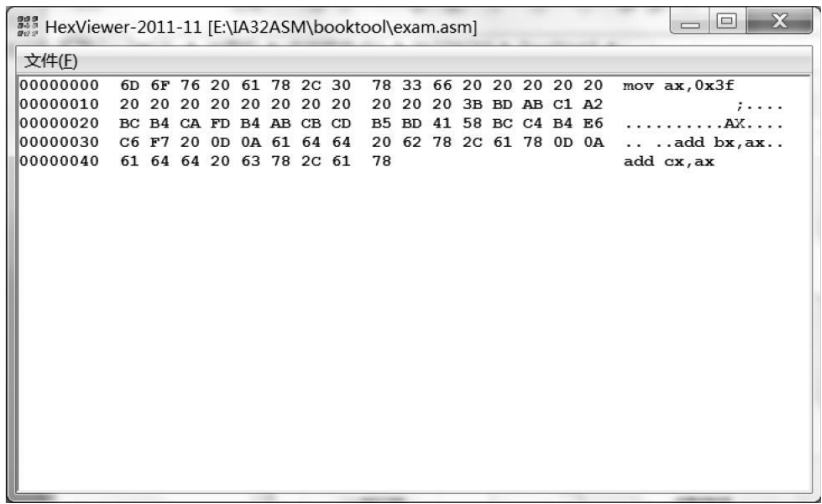 HexViewer-2011-11 [E:\IA32ASM\booktool\exam.asm]
文件(F)
00000000 6D 6F 76 20 61 78 2C 30 78 33 66 20 20 20 20 20 mov ax,0x3f
00000010 20 20 20 20 20 20 20 20 20 20 20 3B BD AB C1 A2 ;....
00000020 BC B4 CA FD B4 AB CB CD B5 BD 41 58 BC C4 B4 E6 ..........AX....
00000030 C6 F7 20 0D 0A 61 64 64 20 62 78 2C 61 78 0D 0A .. ..add bx,ax..
00000040 61 64 64 20 63 78 2C 61 78 add cx,ax